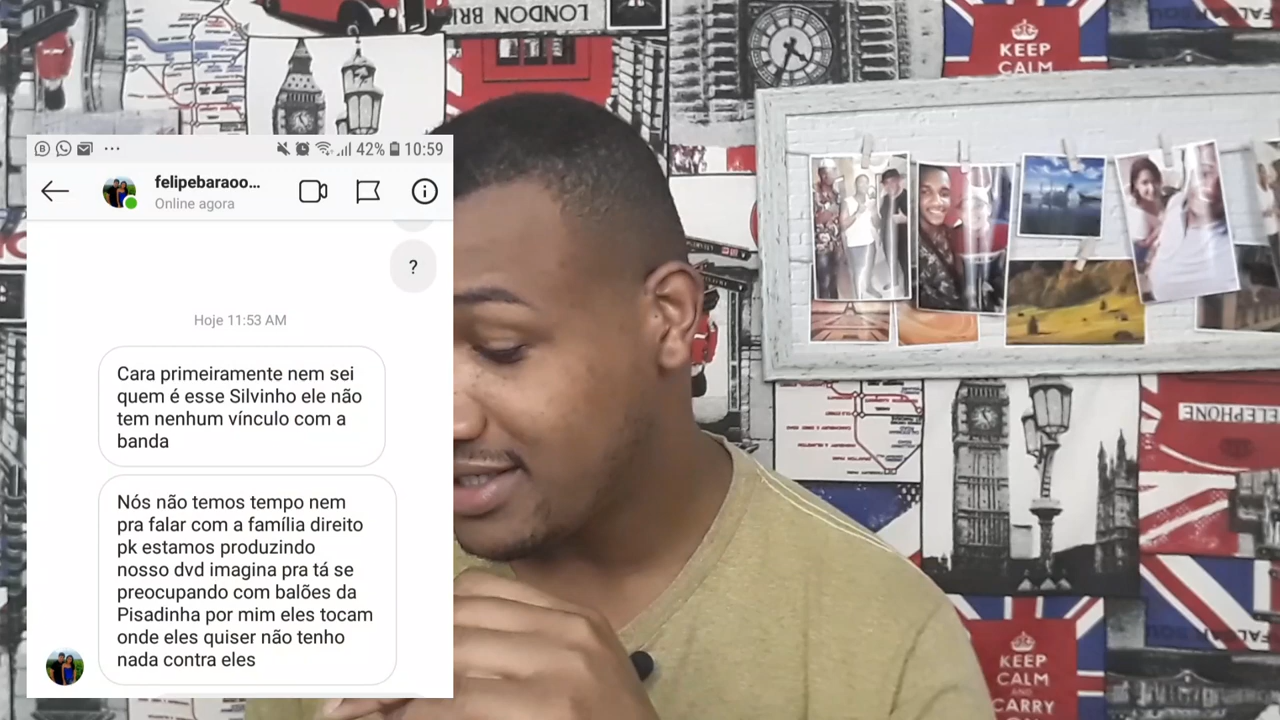 LONDON BRI
KEEP
CALM
42% 10:59
felipebaraoo...
Online agora
?
Hoje 11:53 AM
Cara primeiramente nem sei
quem é esse Silvinho ele não
tem nenhum vínculo com a
banda
Nós não temos tempo nem
pra falar com a família direito
pk estamos produzindo
nosso dvd imagina pra tá se
preocupando com balões da
Pisadinha por mim eles tocam
onde eles quiser não tenho
nada contra eles
TELEPHONE
KEEP
CALM
AND
CARRY